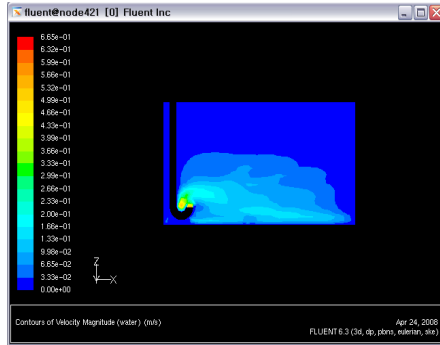 fluent@node421 [0] Fluent Inc
6.65e-01
6.32e-01
5.99e-01
5.66e-01
5.32e-01
4.99e-01
4.66e-01
4.33e-01
3.99e-01
3.66e-01
3.33e-01
2.99e-01
2.66e-01
2.33e-01
2.00e-01
1.66e-01
1.33e-01
9.98e-02
6.65e-02
3.33e-02
0.00e+00
Z
X
Contours of Velocity Magnitude (water) (m/s)
Apr 24, 2008
FLUENT 6.3 (3d, dp, pbns, eulerian, ske)